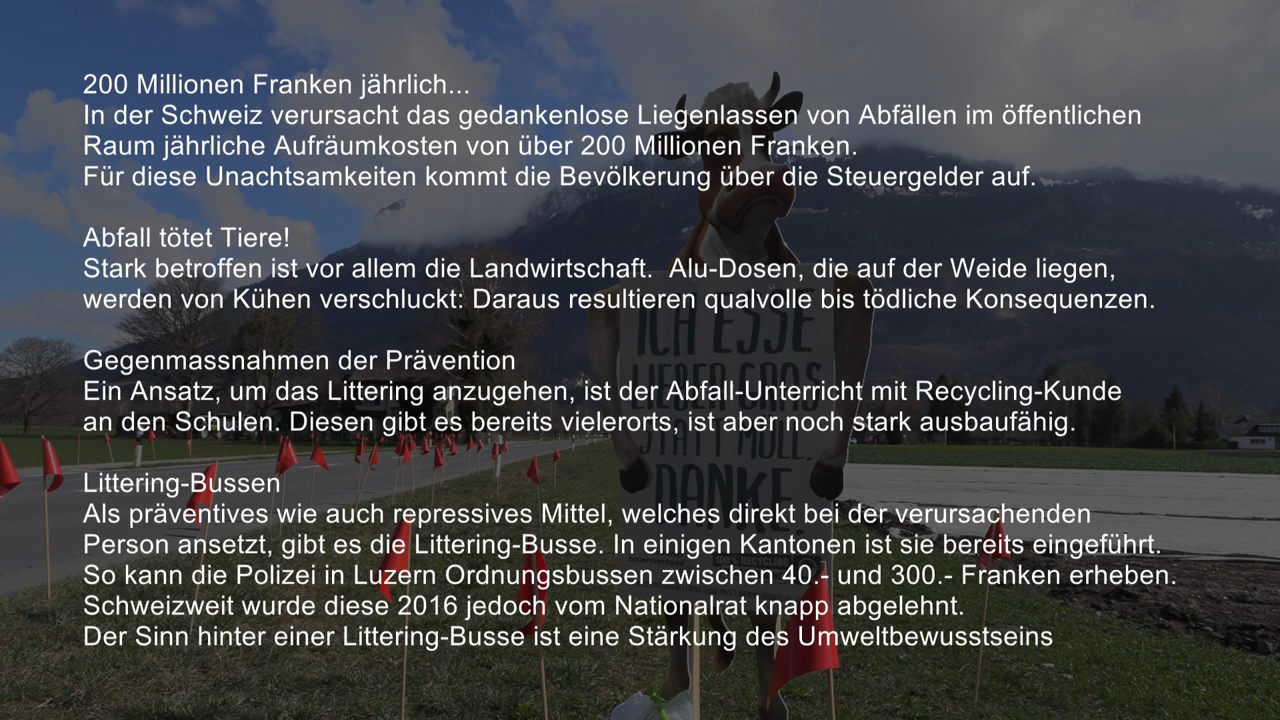 200 Millionen Franken jährlich...
In der Schweiz verursacht das gedankenlose Liegenlassen von Abfällen im öffentlichen
Raum jährliche Aufräumkosten von über 200 Millionen Franken.
Für diese Unachtsamkeiten kommt die Bevölkerung über die Steuergelder auf.
Abfall tötet Tiere!
Stark betroffen ist vor allem die Landwirtschaft.  Alu-Dosen, die auf der Weide liegen,
werden von Kühen verschluckt: Daraus resultieren qualvolle bis tödliche Konsequenzen.
Gegenmassnahmen der Prävention
Ein Ansatz, um das Littering anzugehen, ist der Abfall-Unterricht mit Recycling-Kunde
an den Schulen. Diesen gibt es bereits vielerorts, ist aber noch stark ausbaufähig.
Littering-Bussen
Als präventives wie auch repressives Mittel, welches direkt bei der verursachenden
Person ansetzt, gibt es die Littering-Busse. In einigen Kantonen ist sie bereits eingeführt.
So kann die Polizei in Luzern Ordnungsbussen zwischen 40.- und 300.- Franken erheben.
Schweizweit wurde diese 2016 jedoch vom Nationalrat knapp abgelehnt.
Der Sinn hinter einer Littering-Busse ist eine Stärkung des Umweltbewusstseins
ICH ESSE
LIEBER GRAS
STATT MÜLL.
DANKE.